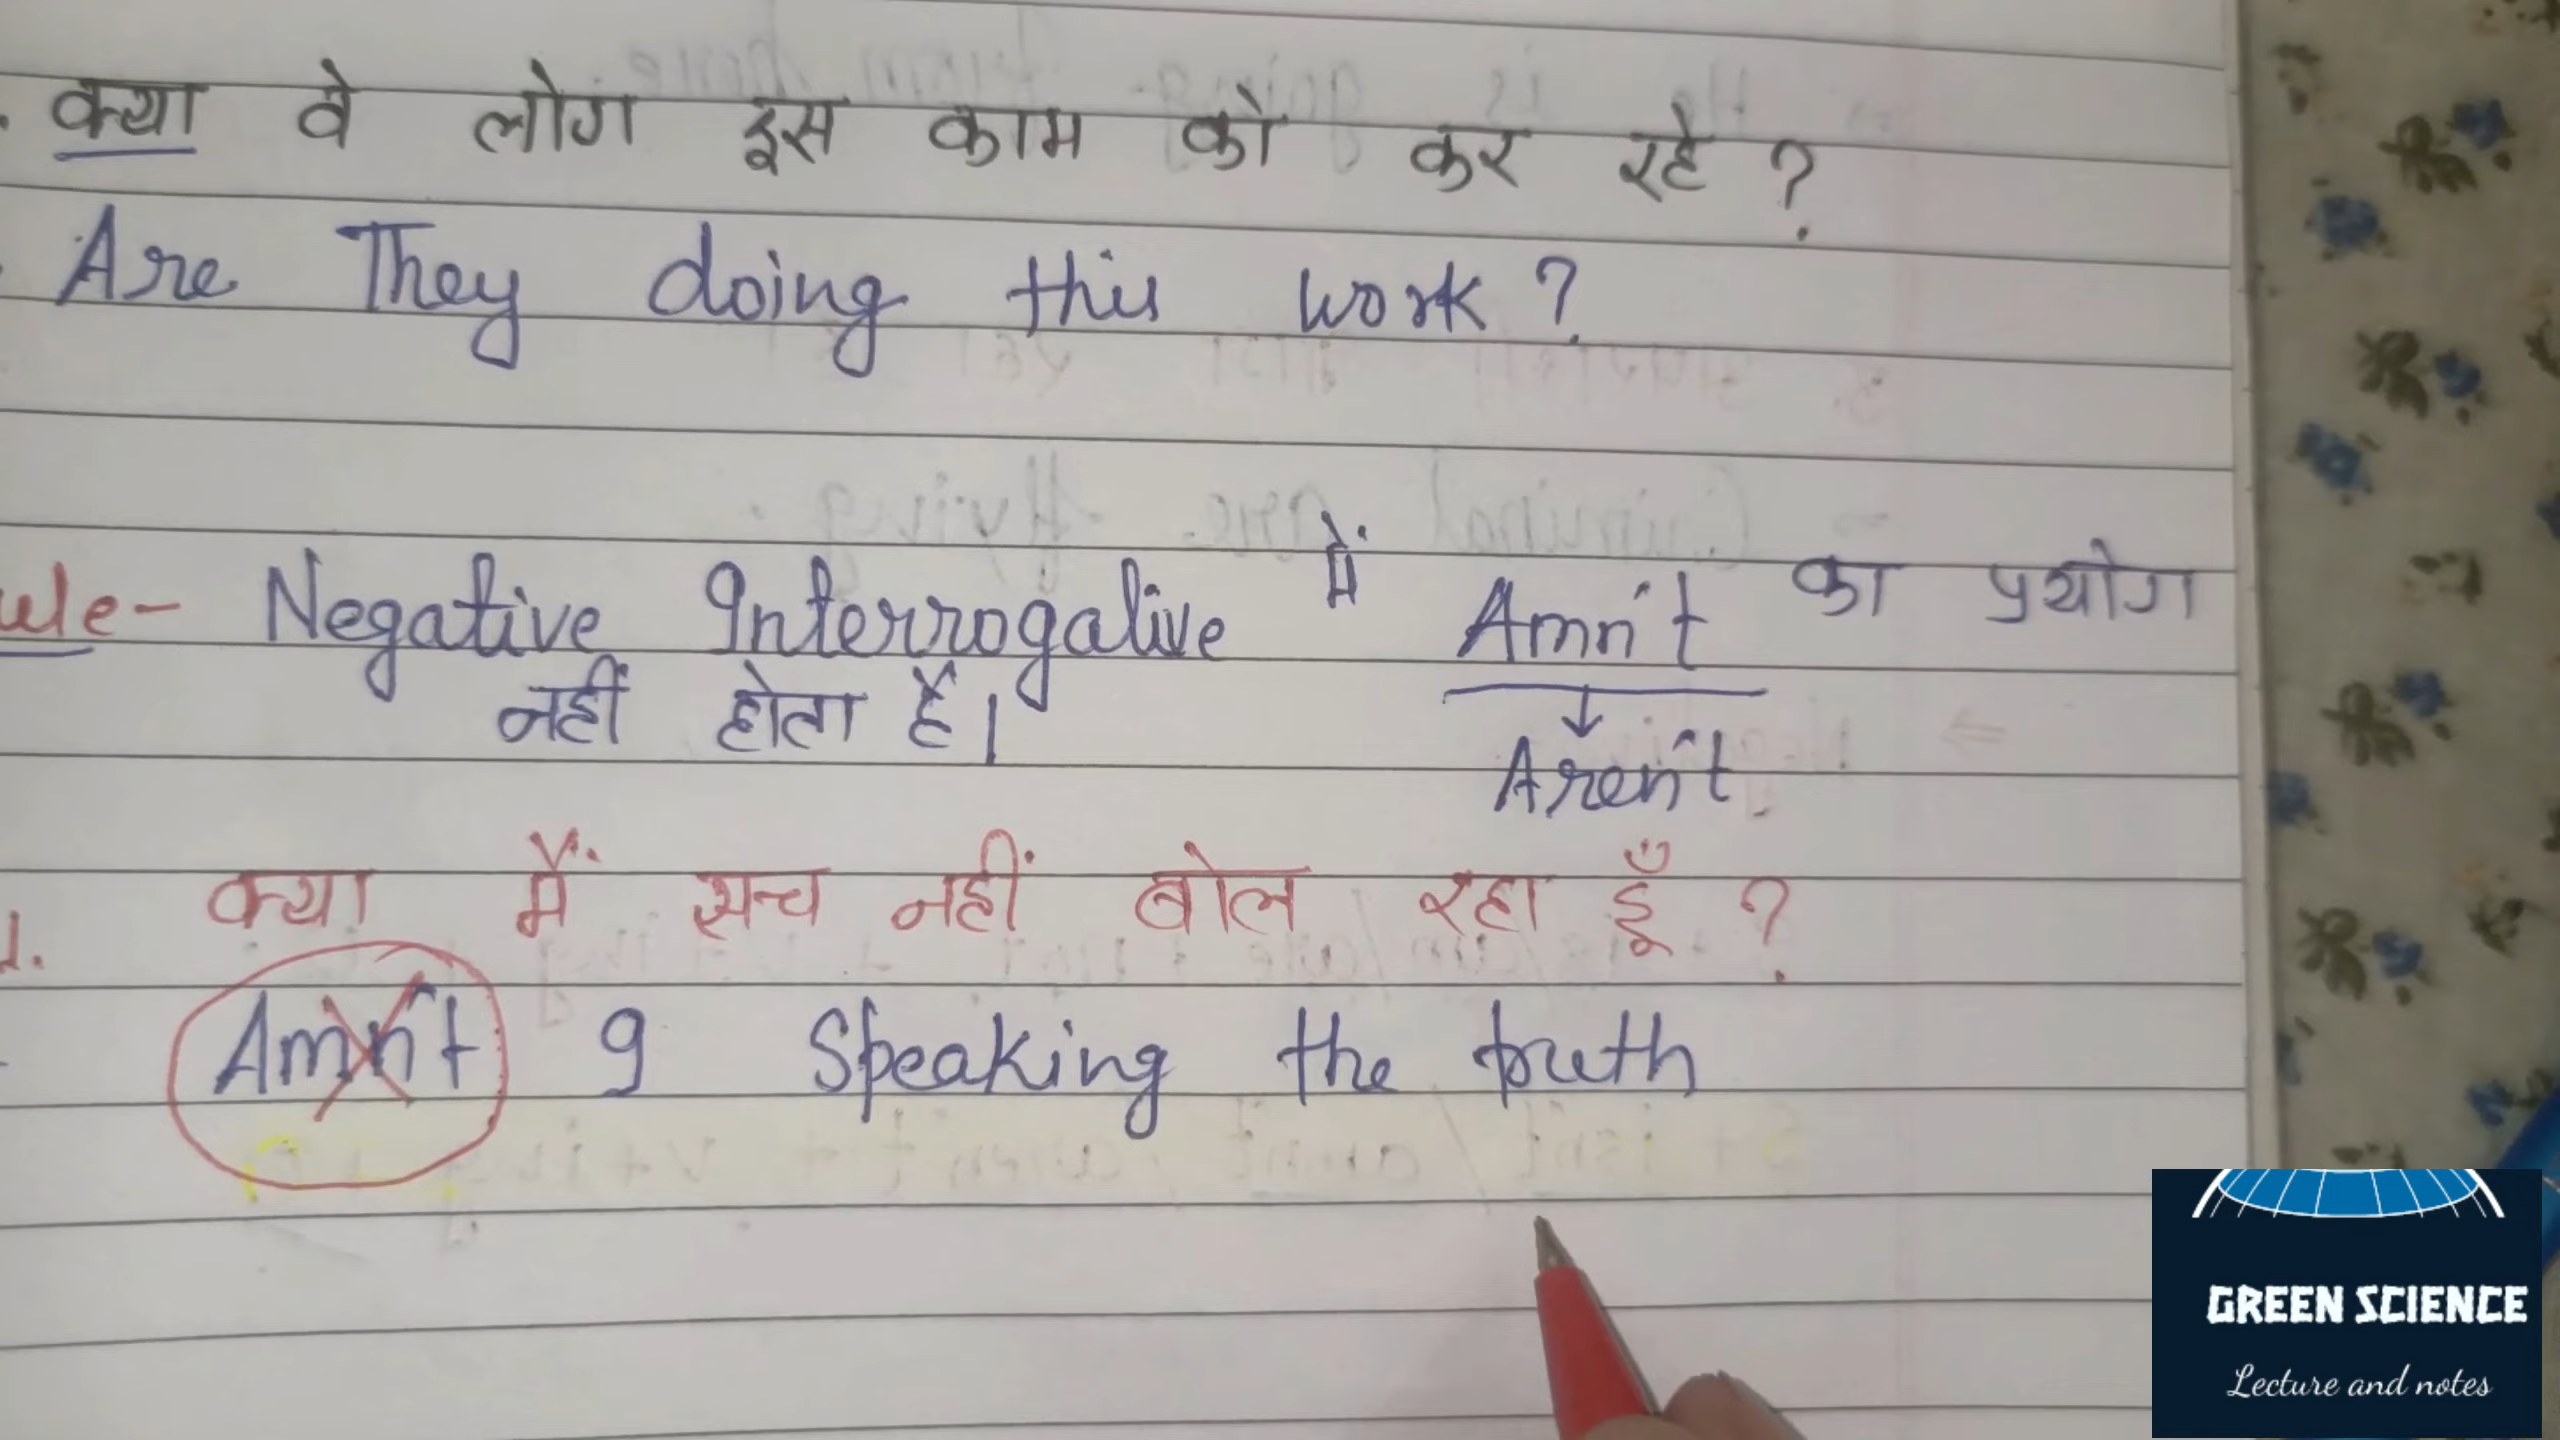 . क्या वे लोग इस काम को कर रहे ?
Are They doing this work ?
ule - Negative Interrogative में Amn't का प्रयोग
नहीं होता है।
↓
Aren't
1. क्या मैं सच नहीं बोल रहा हूँ ?
Amn't I Speaking the truth
GREEN SCIENCE
Lecture and notes